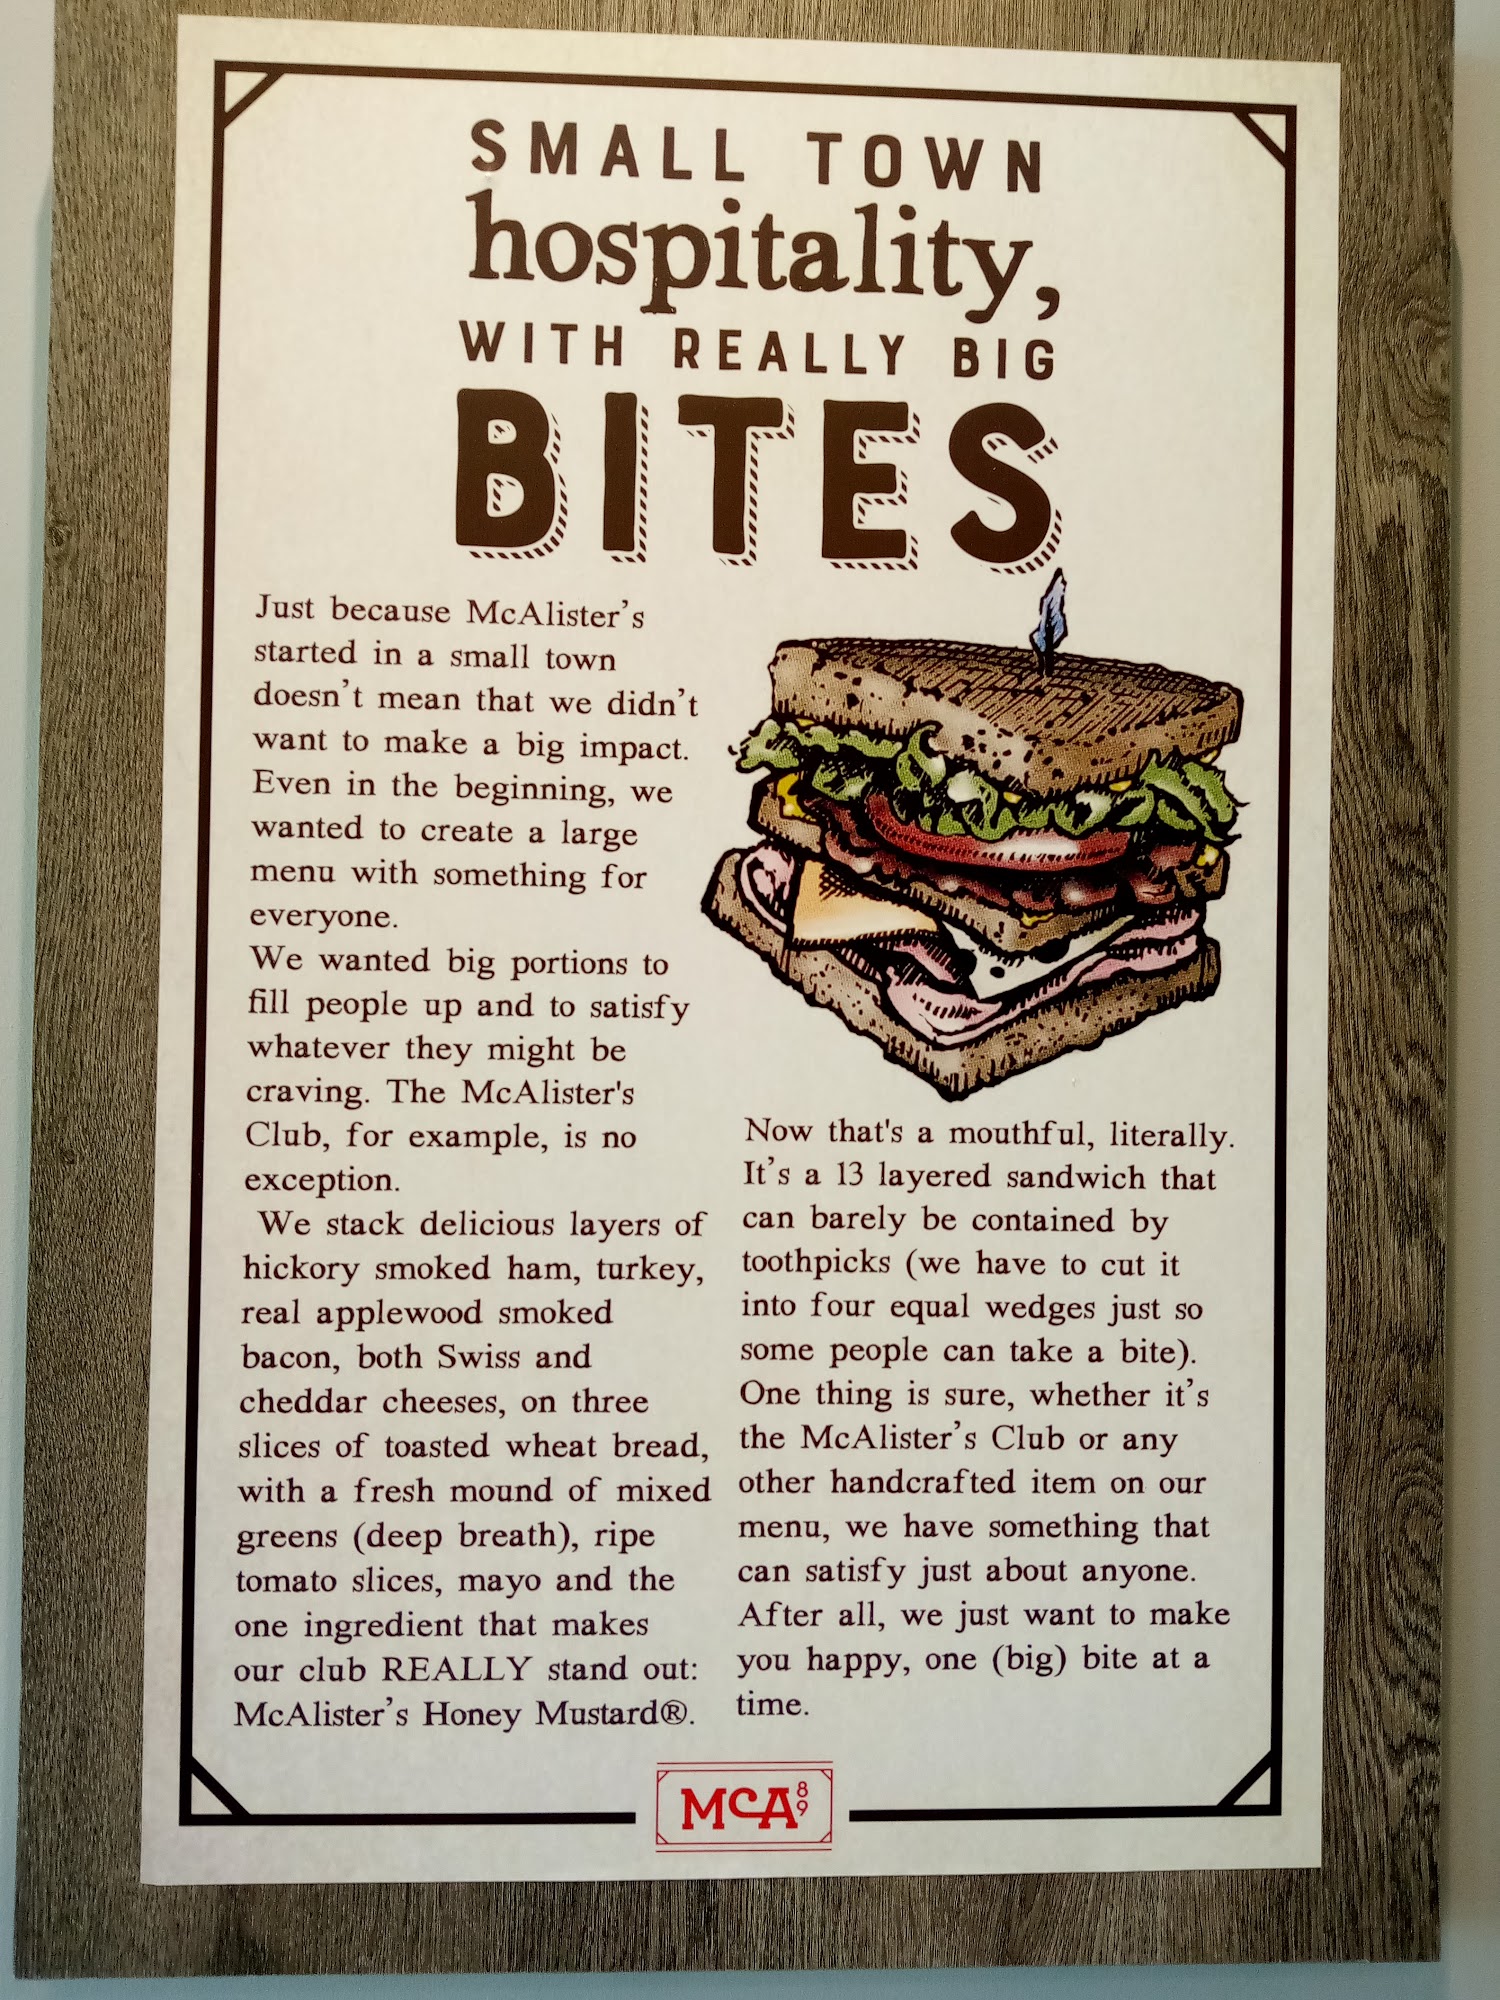 SMALL TOWN
hospitality,
WITH REALLY BIG
BITES
Just because McAlister's
started in a small town
doesn't mean that we didn't
want to make a big impact.
Even in the beginning, we
wanted to create a large
menu with something for
everyone.
We wanted big portions to
fill people up and to satisfy
whatever they might be
craving. The McAlister's
Club, for example, is no
exception.
We stack delicious layers of
hickory smoked ham, turkey,
real applewood smoked
bacon, both Swiss and
cheddar cheeses, on three
slices of toasted wheat bread,
with a fresh mound of mixed
greens (deep breath), ripe
tomato slices, mayo and the
one ingredient that makes
our club REALLY stand out:
McAlister's Honey Mustard®.
Now that's a mouthful, literally.
It's a 13 layered sandwich that
can barely be contained by
toothpicks (we have to cut it
into four equal wedges just so
some people can take a bite).
One thing is sure, whether it's
the McAlister's Club or any
other handcrafted item on our
menu, we have something that
can satisfy just about anyone.
After all, we just want to make
you happy, one (big) bite at a
time.
MCA 89